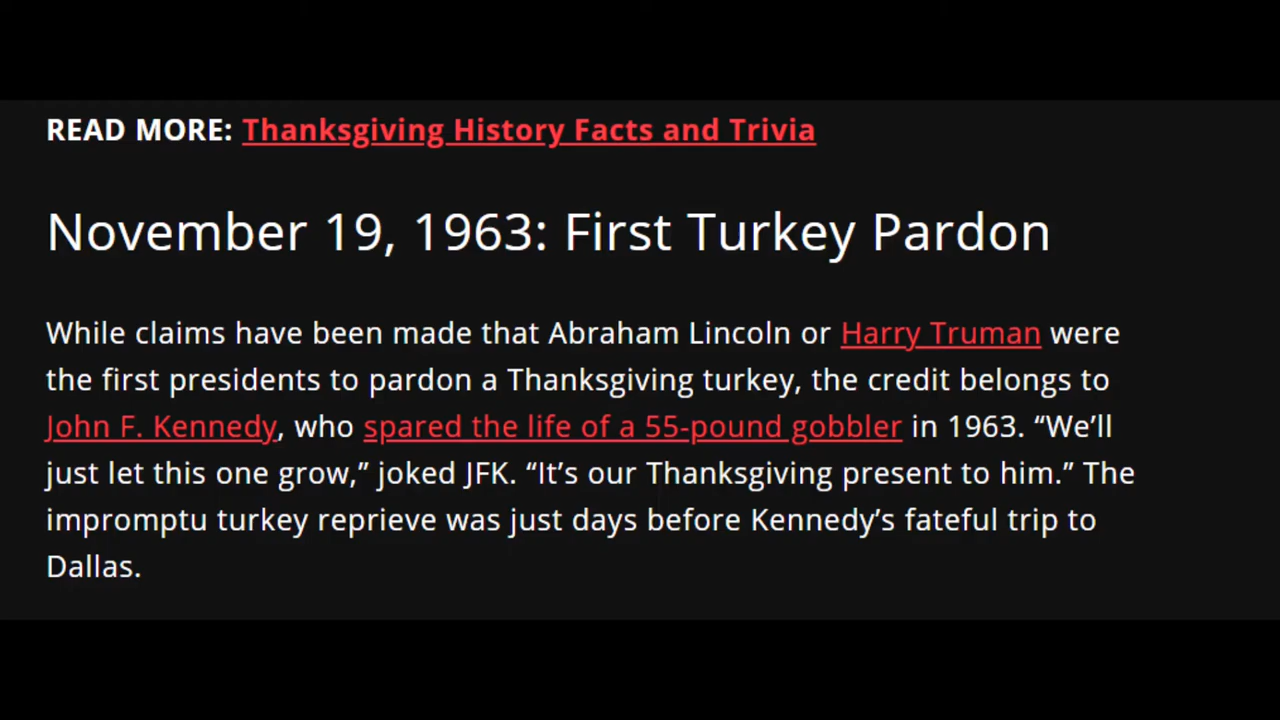 READ MORE: Thanksgiving History Facts and Trivia
November 19, 1963: First Turkey Pardon
While claims have been made that Abraham Lincoln or Harry Truman were
the first presidents to pardon a Thanksgiving turkey, the credit belongs to
John F. Kennedy, who spared the life of a 55-pound gobbler in 1963. “We’ll
just let this one grow,” joked JFK. “It’s our Thanksgiving present to him.” The
impromptu turkey reprieve was just days before Kennedy’s fateful trip to
Dallas.